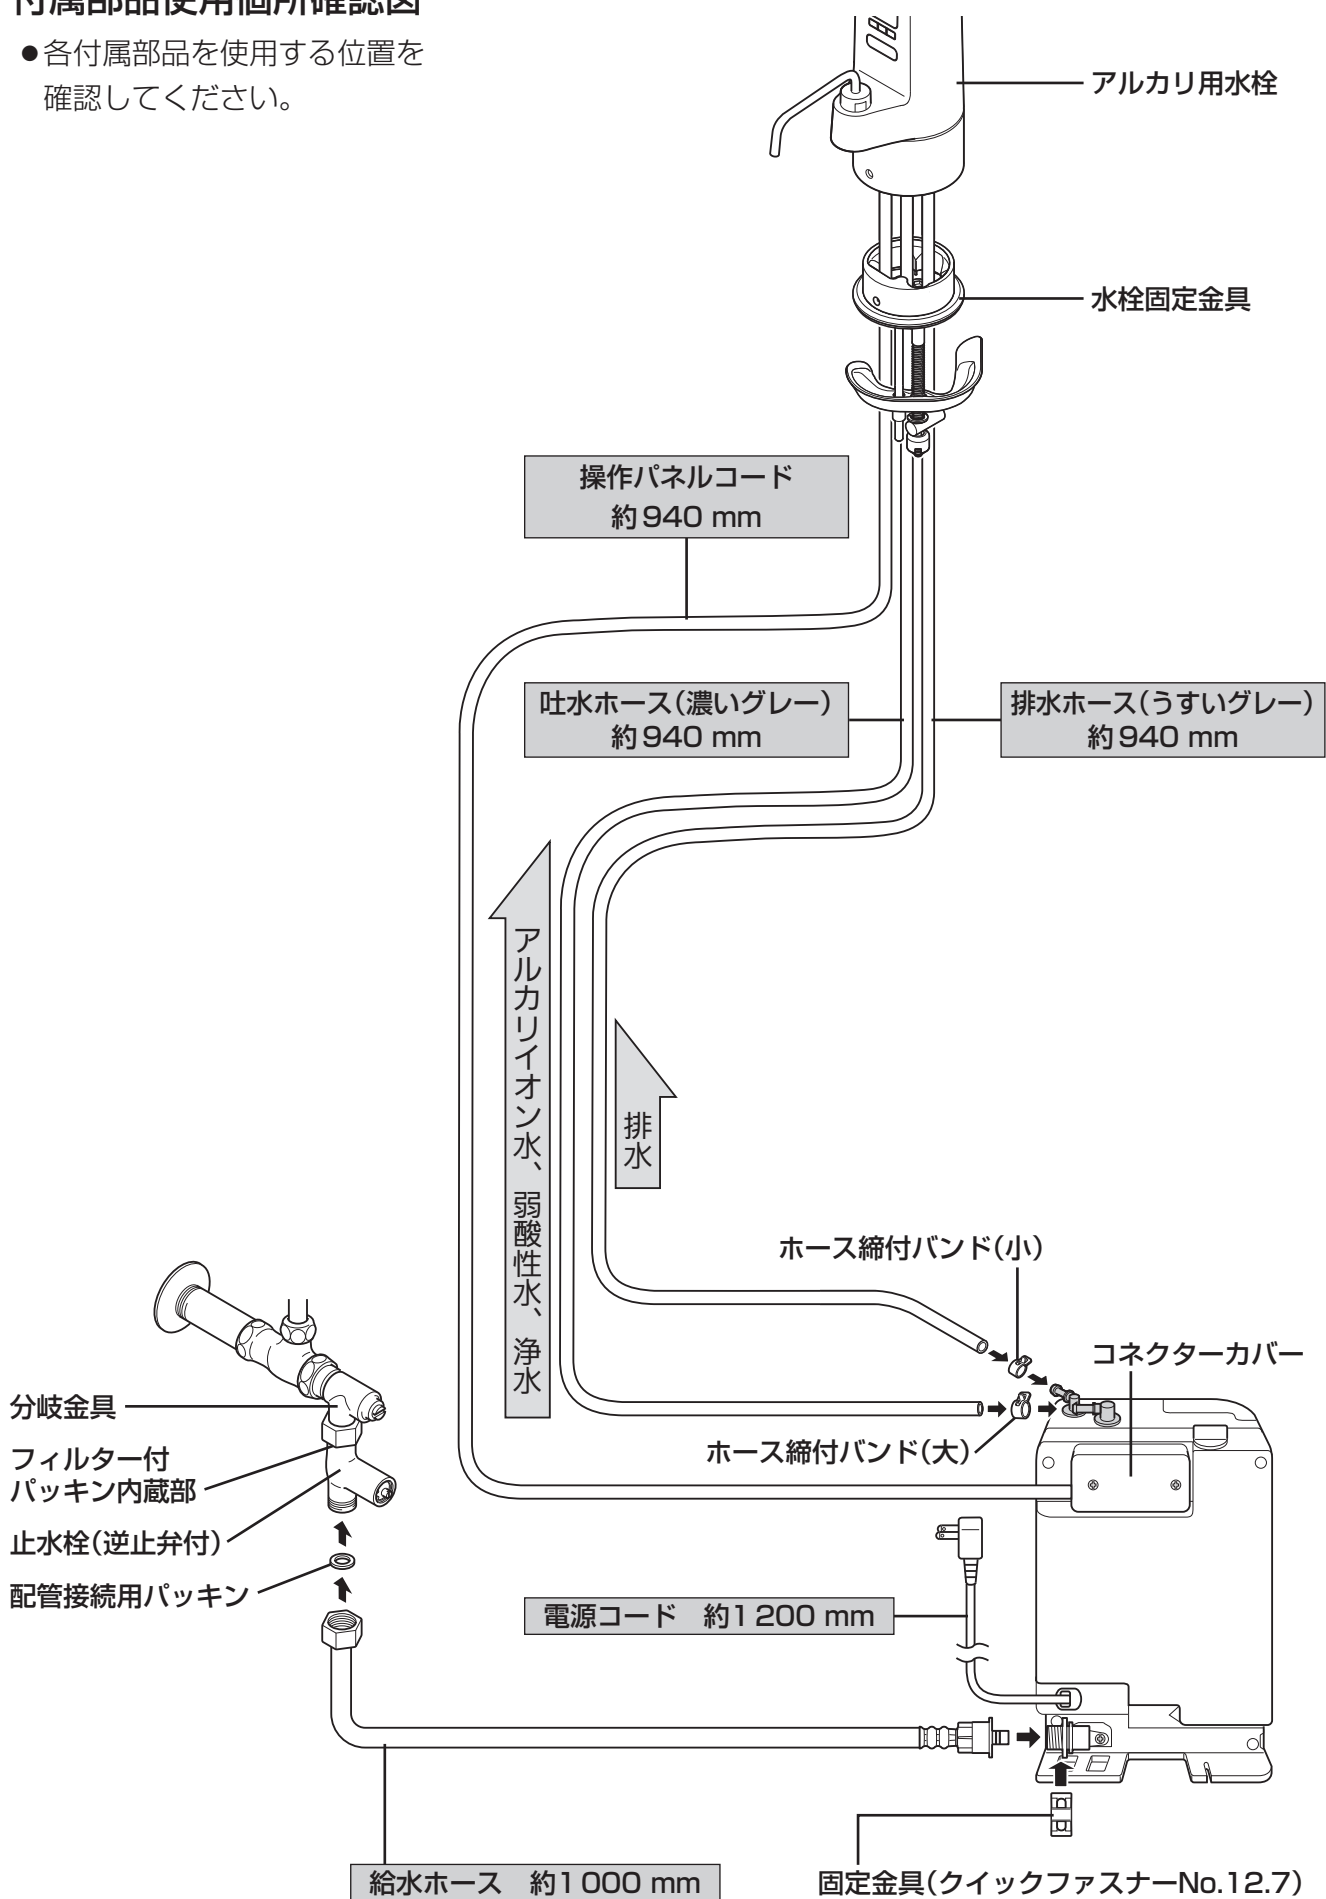 付属部品使用個所確認図
●各付属部品を使用する位置を
確認してください。
アルカリ用水栓
水栓固定金具
操作パネルコード
約940 mm
吐水ホース(濃いグレー)
約940 mm
排水ホース(うすいグレー)
約940 mm
アルカリイオン水、弱酸性水、浄水
排水
ホース締付バンド(小)
コネクターカバー
ホース締付バンド(大)
分岐金具
フィルター付
パッキン内蔵部
止水栓(逆止弁付)
配管接続用パッキン
電源コード 約1200 mm
給水ホース 約1000 mm
固定金具(クイックファスナーNo.12.7)